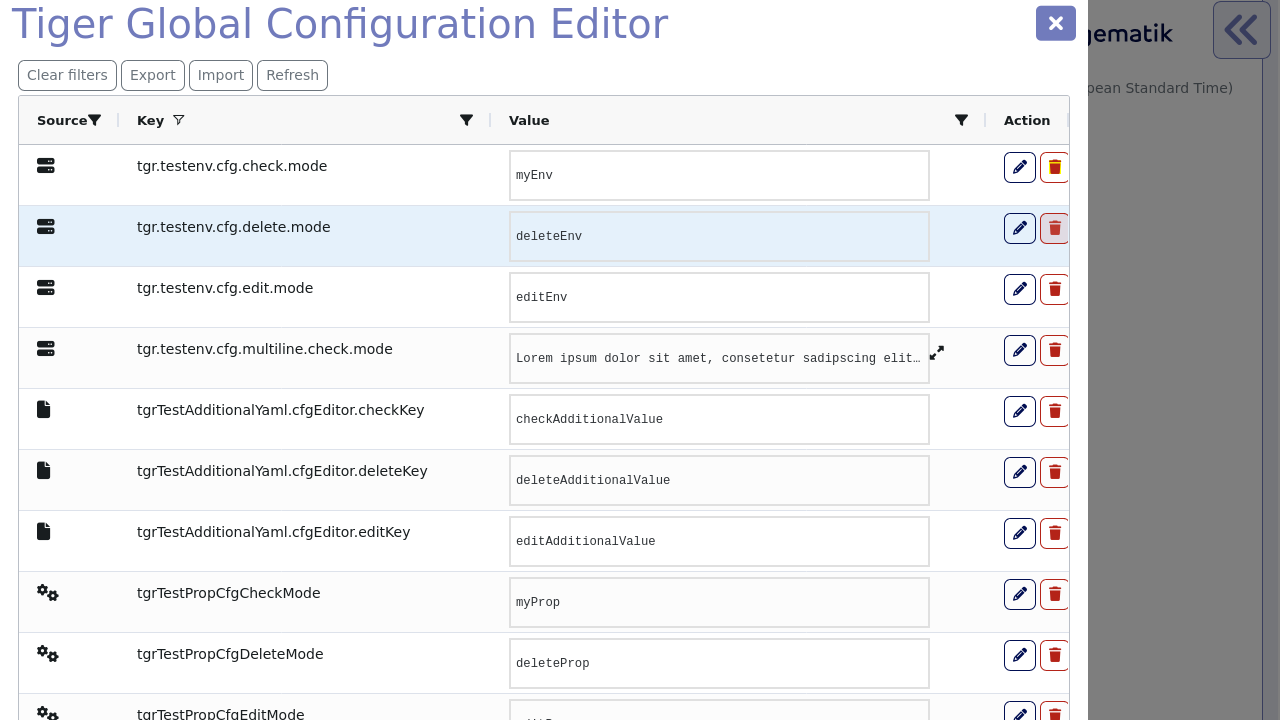 Tiger Global Configuration Editor
gematik
Clear filters Export Import Refresh
pean Standard Time)
Source Key Value Action
tgr.testenv.cfg.check.mode myEnv
tgr.testenv.cfg.delete.mode deleteEnv
tgr.testenv.cfg.edit.mode editEnv
tgr.testenv.cfg.multiline.check.mode Lorem ipsum dolor sit amet, consetetur sadipscing elit…
tgrTestAdditionalYaml.cfgEditor.checkKey checkAdditionalValue
tgrTestAdditionalYaml.cfgEditor.deleteKey deleteAdditionalValue
tgrTestAdditionalYaml.cfgEditor.editKey editAdditionalValue
tgrTestPropCfgCheckMode myProp
tgrTestPropCfgDeleteMode deleteProp
tgrTestPropCfgEditMode